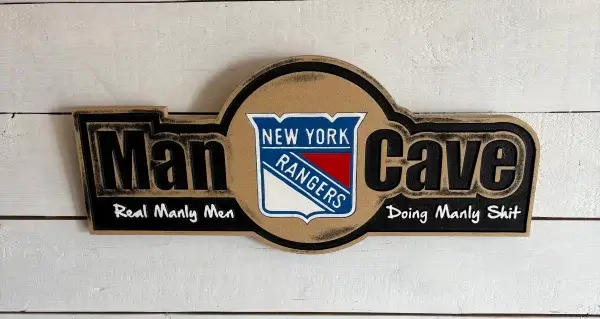 Man Cave
NEW YORK
RANGERS
Real Manly Men
Doing Manly Shit